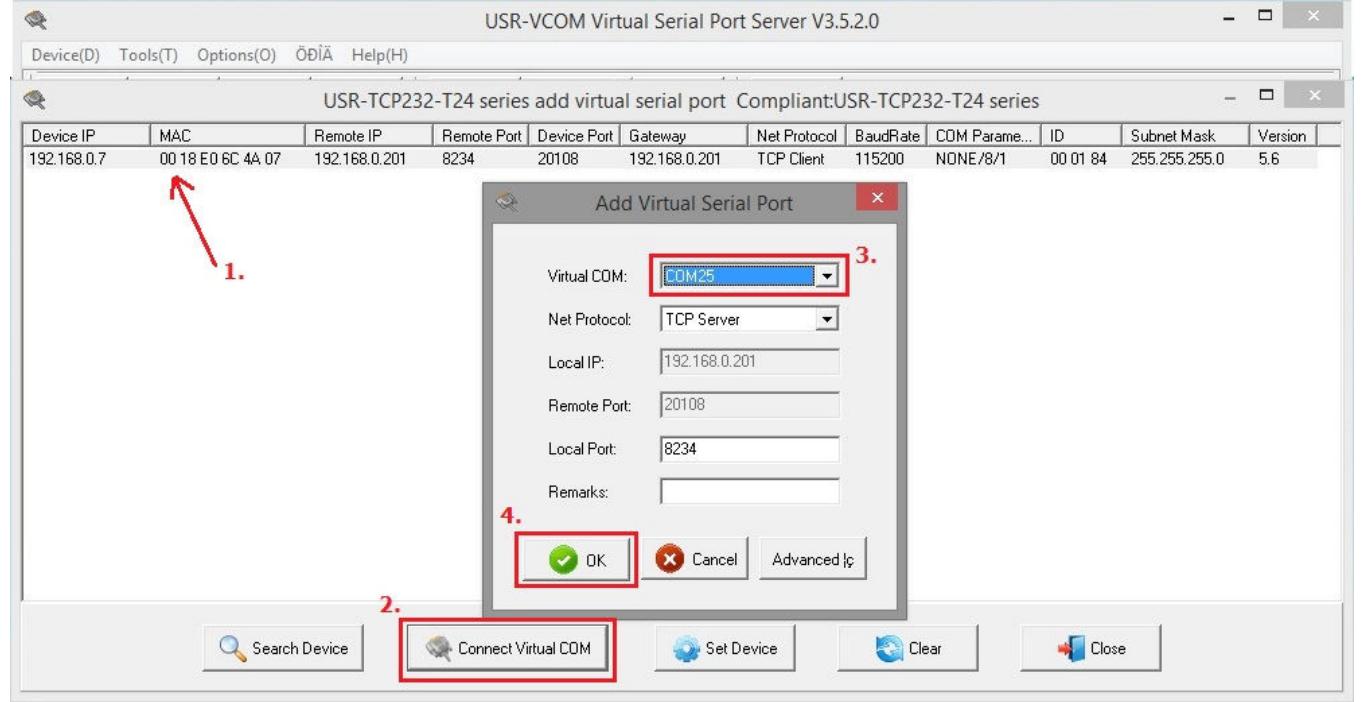 USR-VCOM Virtual Serial Port Server V3.5.2.0
Device(D) Tools(T) Options(O) ÖÐÎÄ Help(H)
USR-TCP232-T24 series add virtual serial port Compliant:USR-TCP232-T24 series
Device IP MAC Remote IP Remote Port Device Port Gateway Net Protocol BaudRate COM Parame... ID Subnet Mask Version
192.168.0.7 00 18 E0 6C 4A 07 192.168.0.201 8234 20108 192.168.0.201 TCP Client 115200 NONE/8/1 00 01 84 255.255.255.0 5.6
1.
Add Virtual Serial Port
3.
Virtual COM: COM25
Net Protocol: TCP Server
Local IP: 192.168.0.201
Remote Port: 20108
Local Port: 8234
Remarks:
4.
OK Cancel Advanced ¦ç
2.
Search Device Connect Virtual COM Set Device Clear Close